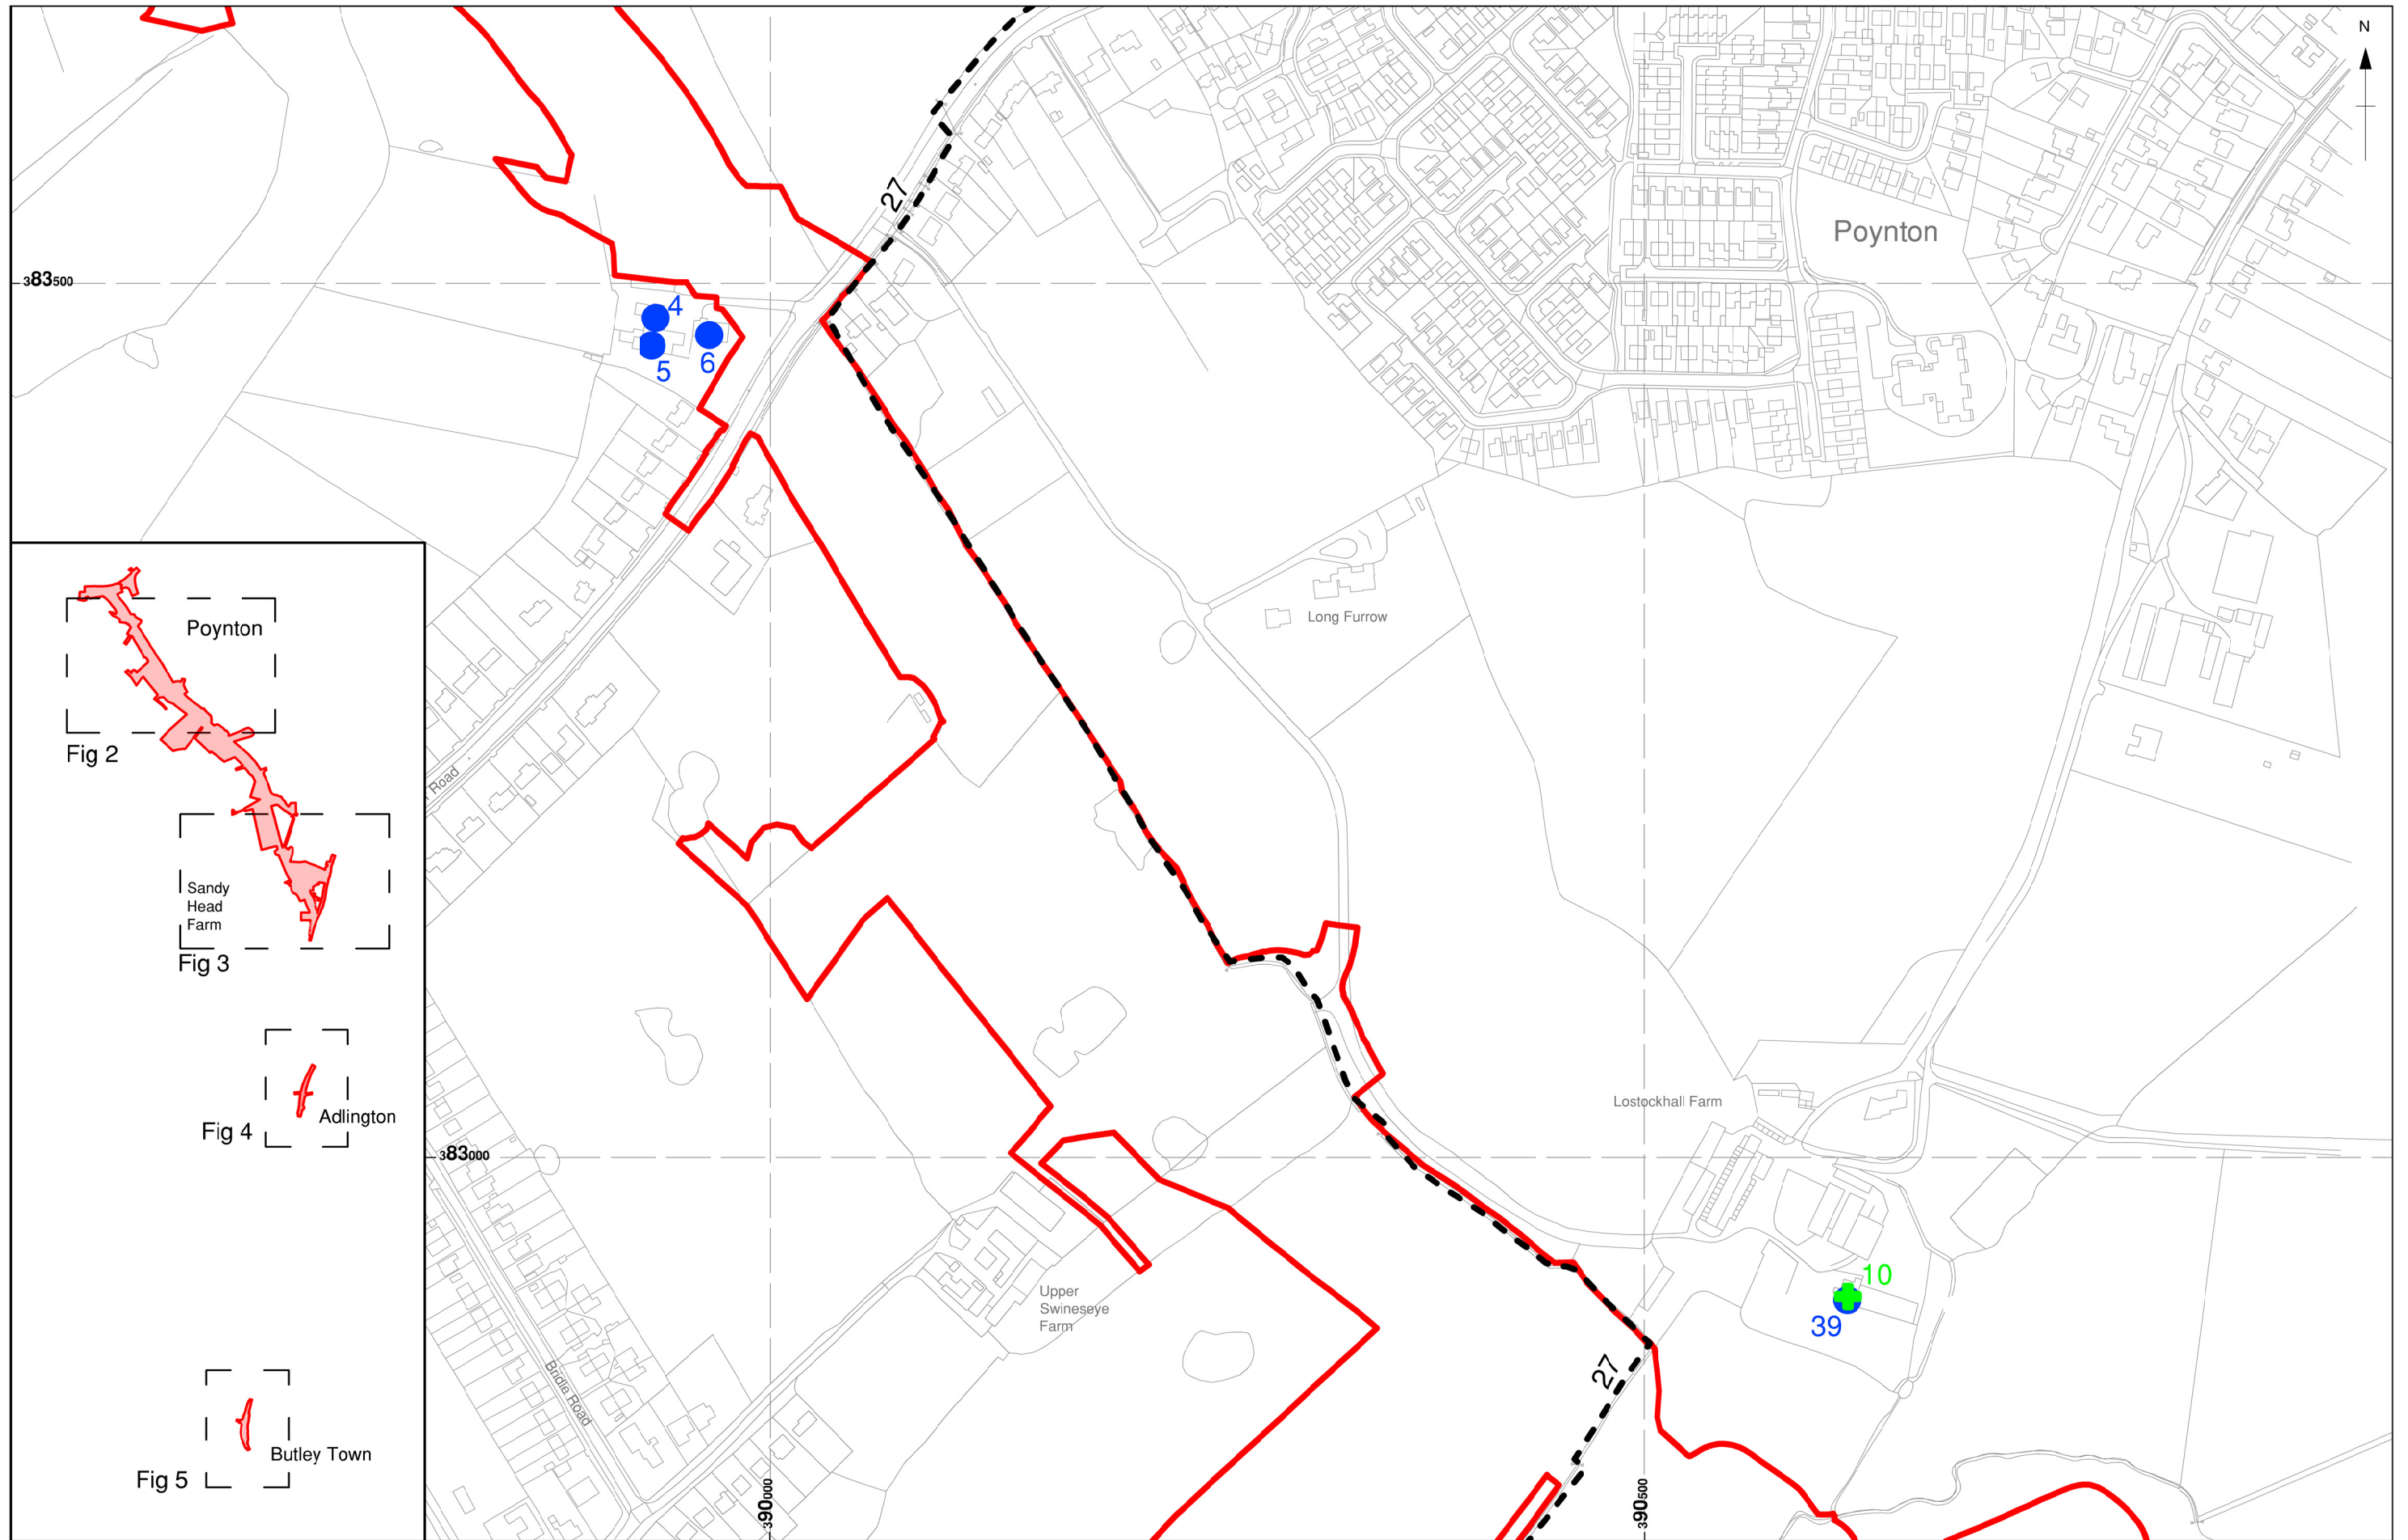 N
27
Poynton
383500
4
5
6
Long Furrow
Poynton
Fig 2
Road
Sandy
Head
Farm
Fig 3
Adlington
Fig 4
Lostockhall Farm
383000
10
39
Upper
Swineseye
Farm
27
Bridle Road
Butley Town
Fig 5
390000
390500